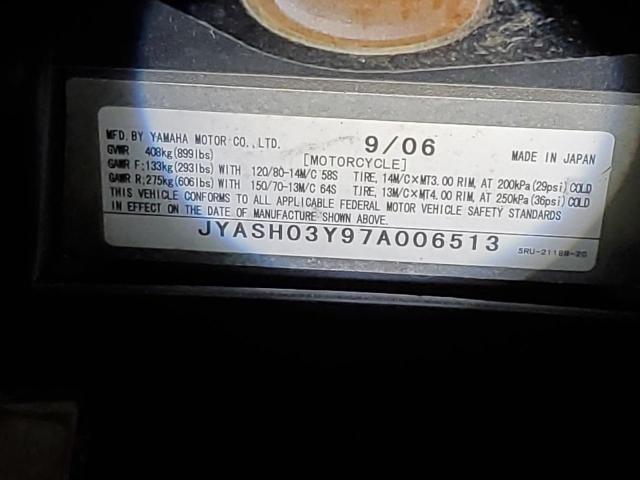 MFD. BY YAMAHA MOTOR CO., LTD. 9/06 MADE IN JAPAN
GVWR 408kg(899lbs) [MOTORCYCLE]
GAWR F:133kg(293lbs) WITH 120/80-14M/C 58S TIRE, 14M/C×MT3.00 RIM, AT 200kPa(29psi)COLD
GAWR R:275kg(606lbs) WITH 150/70-13M/C 64S TIRE, 13M/C×MT4.00 RIM, AT 250kPa(36psi)COLD
THIS VEHICLE CONFORMS TO ALL APPLICABLE FEDERAL MOTOR VEHICLE SAFETY STANDARDS
IN EFFECT ON THE DATE OF MANUFACTURE SHOWN ABOVE.
JYASH03Y97A006513
5RU-2118B-20